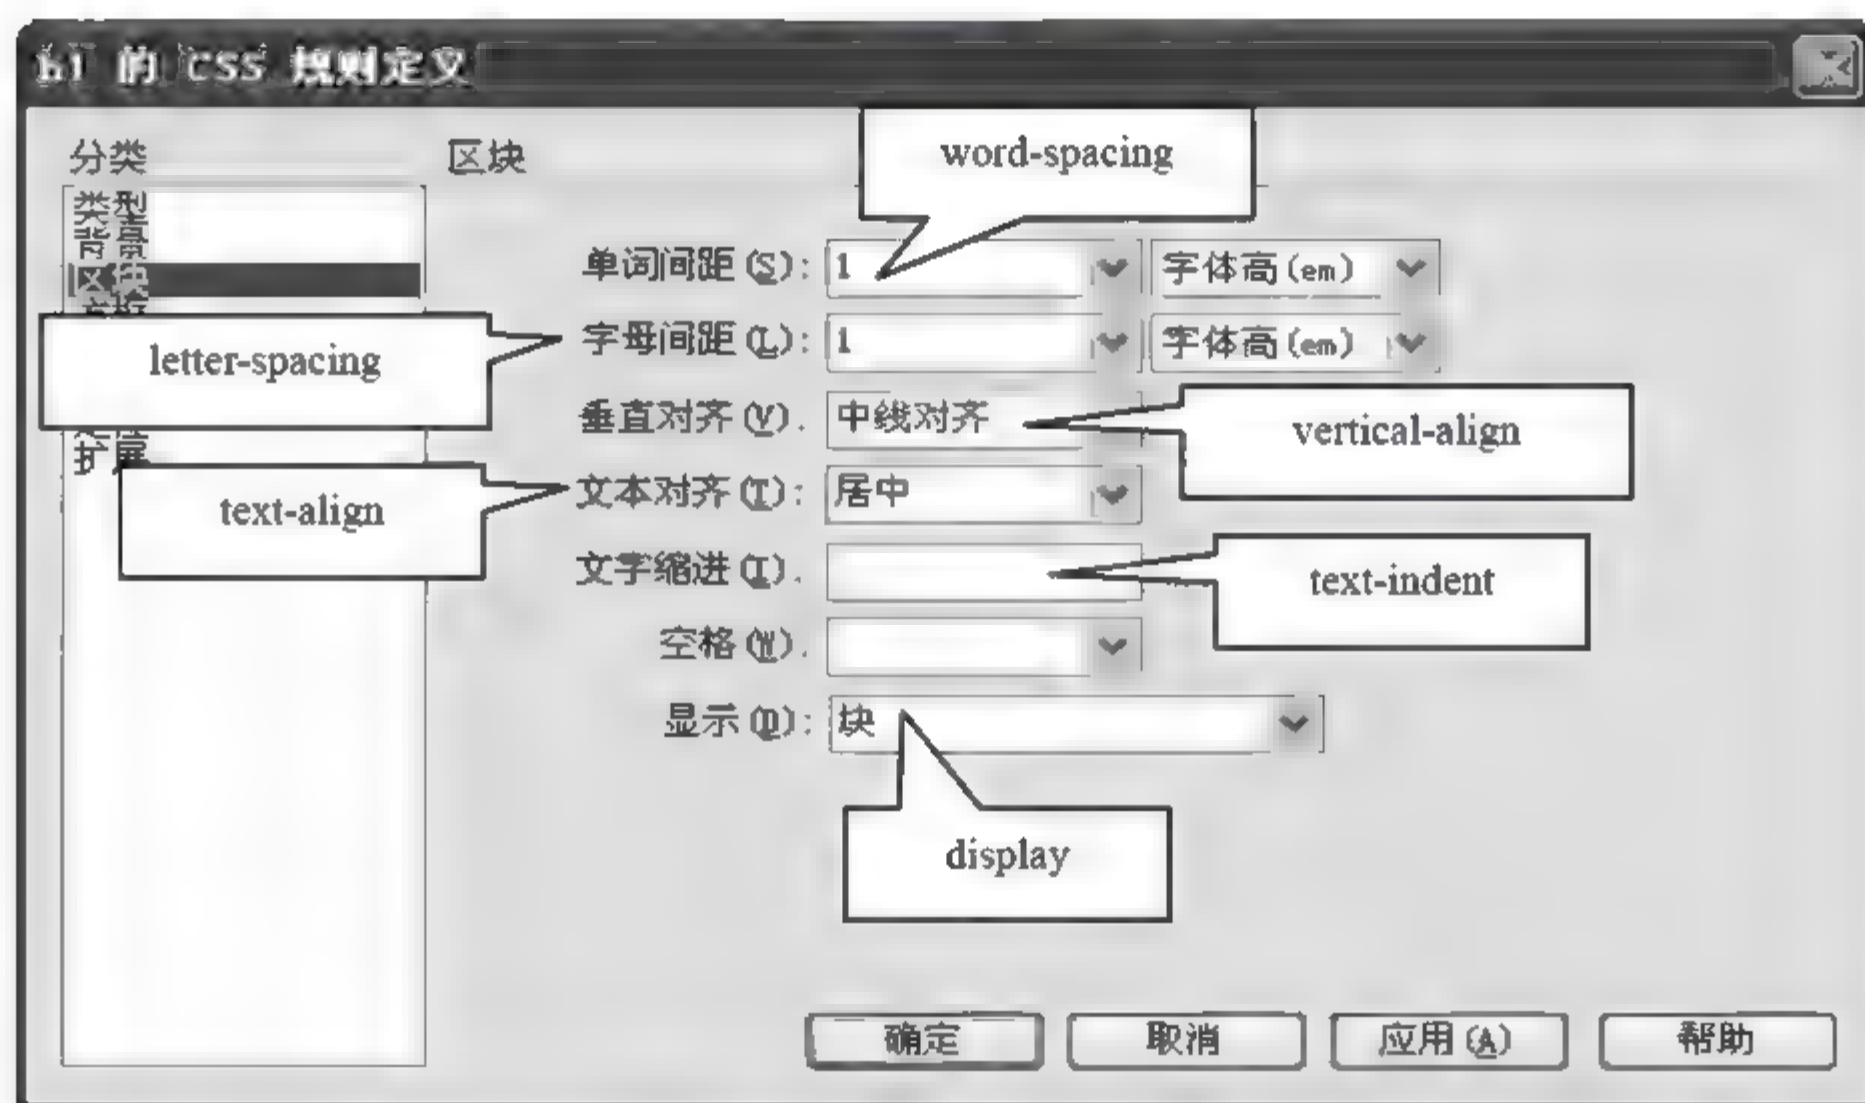 h1 的 CSS 规则定义
分类
区块
类型
背景
区块
扩展
word-spacing
单词间距(S): 1 字体高(em)
letter-spacing
字母间距(L): 1 字体高(em)
垂直对齐(V). 中线对齐
vertical-align
text-align
文本对齐(T): 居中
文字缩进(I).
text-indent
空格(W).
显示(D): 块
display
确定 取消 应用(A) 帮助